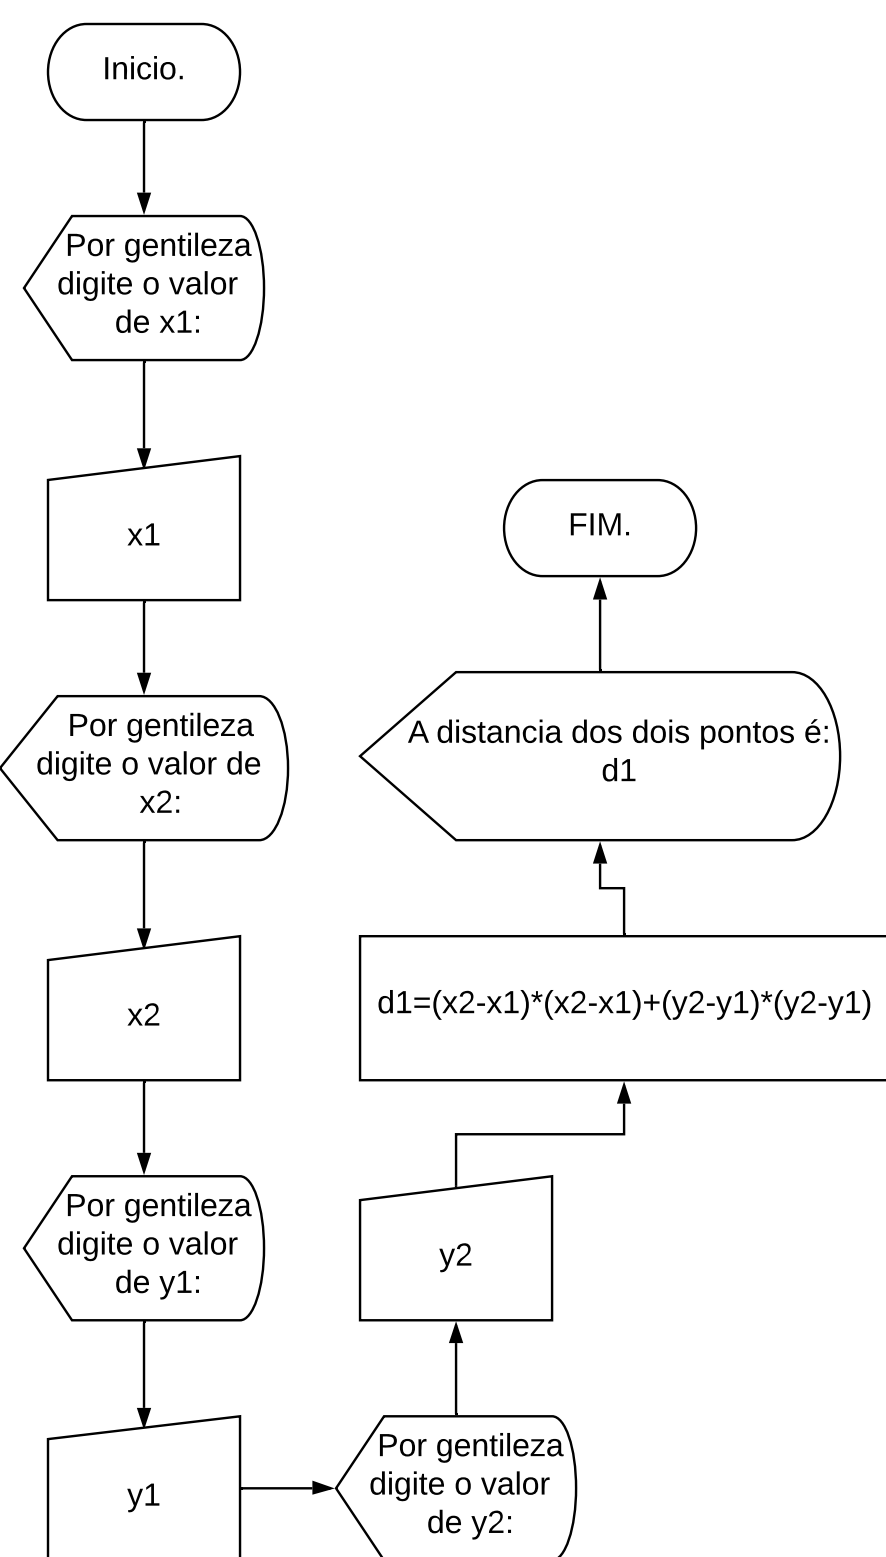 Inicio.
Por gentileza
digite o valor
de x1:
x1
Por gentileza
digite o valor de
x2:
x2
Por gentileza
digite o valor
de y1:
y1
Por gentileza
digite o valor
de y2:
y2
d1=(x2-x1)*(x2-x1)+(y2-y1)*(y2-y1)
A distancia dos dois pontos é:
d1
FIM.